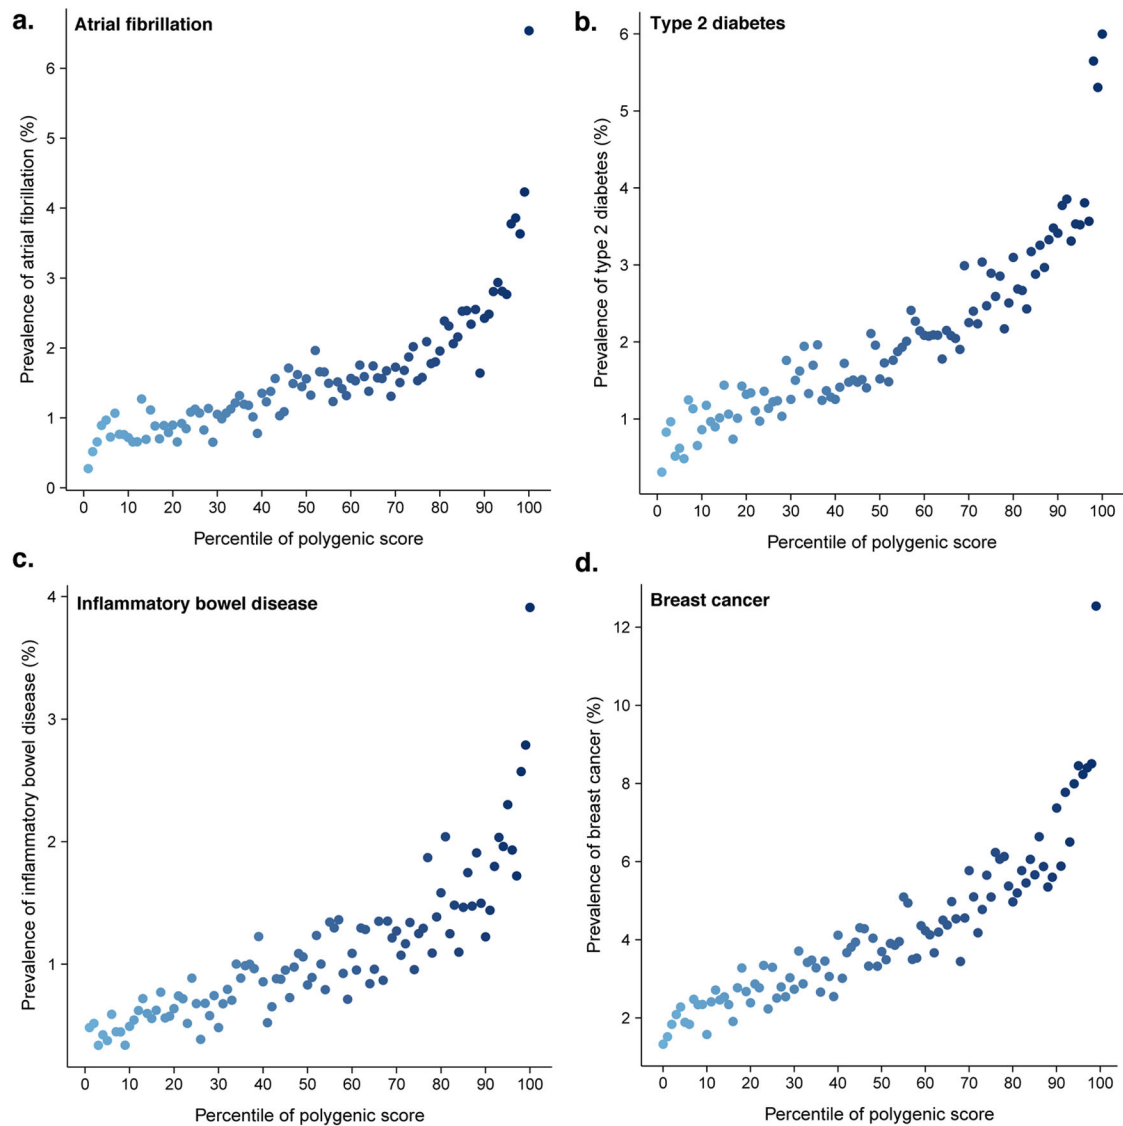 a.
Atrial fibrillation
Prevalence of atrial fibrillation (%)
6
5
4
3
2
1
0
0 10 20 30 40 50 60 70 80 90 100
Percentile of polygenic score
b.
Type 2 diabetes
Prevalence of type 2 diabetes (%)
6
5
4
3
2
1
0 10 20 30 40 50 60 70 80 90 100
Percentile of polygenic score
c.
Inflammatory bowel disease
Prevalence of inflammatory bowel disease (%)
4
3
2
1
0 10 20 30 40 50 60 70 80 90 100
Percentile of polygenic score
d.
Breast cancer
Prevalence of breast cancer (%)
12
10
8
6
4
2
0 10 20 30 40 50 60 70 80 90 100
Percentile of polygenic score